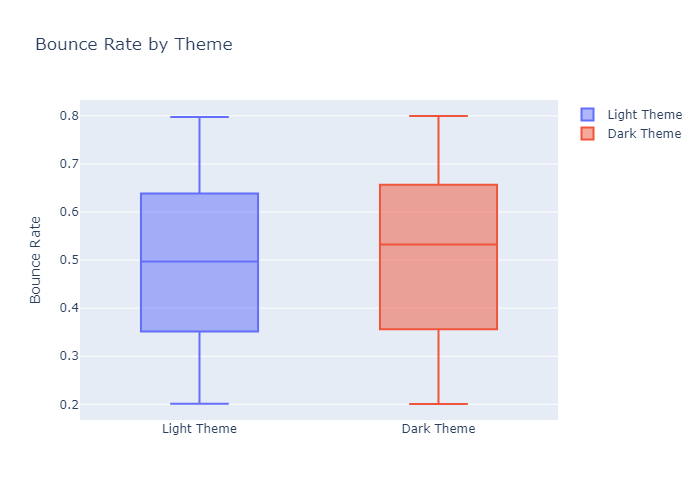 Bounce Rate by Theme
Light Theme
Dark Theme
Bounce Rate
0.8
0.7
0.6
0.5
0.4
0.3
0.2
Light Theme
Dark Theme